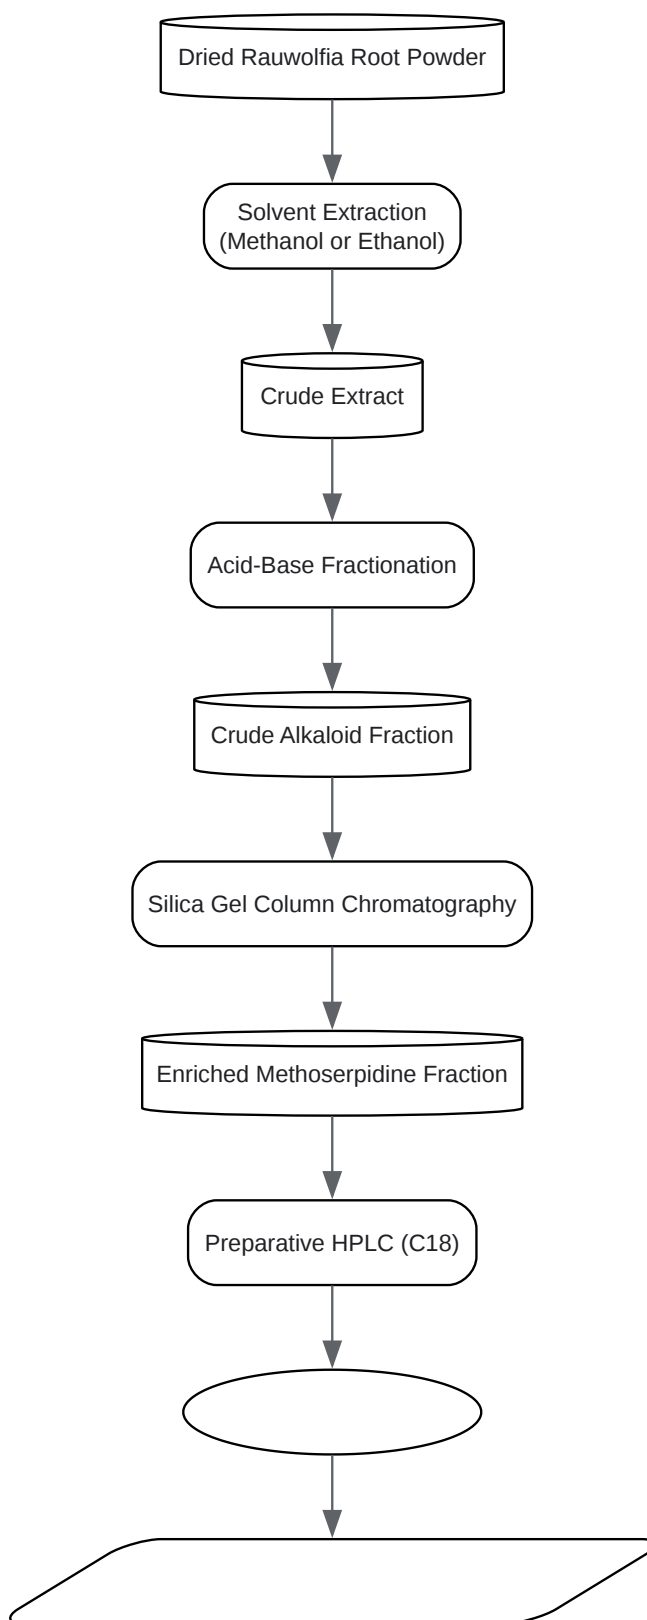 Dried Rauwolfia Root Powder
Solvent Extraction
(Methanol or Ethanol)
Crude Extract
Acid-Base Fractionation
Crude Alkaloid Fraction
Silica Gel Column Chromatography
Enriched Methoserpidine Fraction
Preparative HPLC (C18)